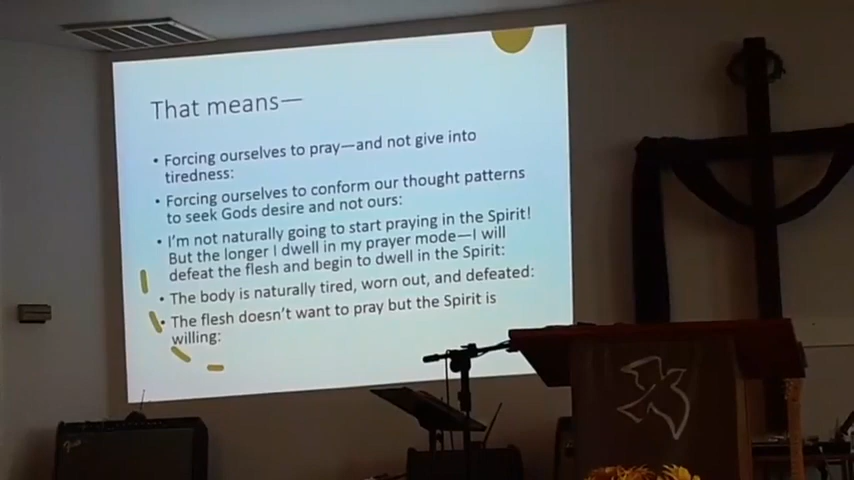 That means—
• Forcing ourselves to pray—and not give into
tiredness:
• Forcing ourselves to conform our thought patterns
to seek Gods desire and not ours:
• I'm not naturally going to start praying in the Spirit!
But the longer I dwell in my prayer mode—I will
defeat the flesh and begin to dwell in the Spirit:
• The body is naturally tired, worn out, and defeated:
• The flesh doesn't want to pray but the Spirit is
willing: